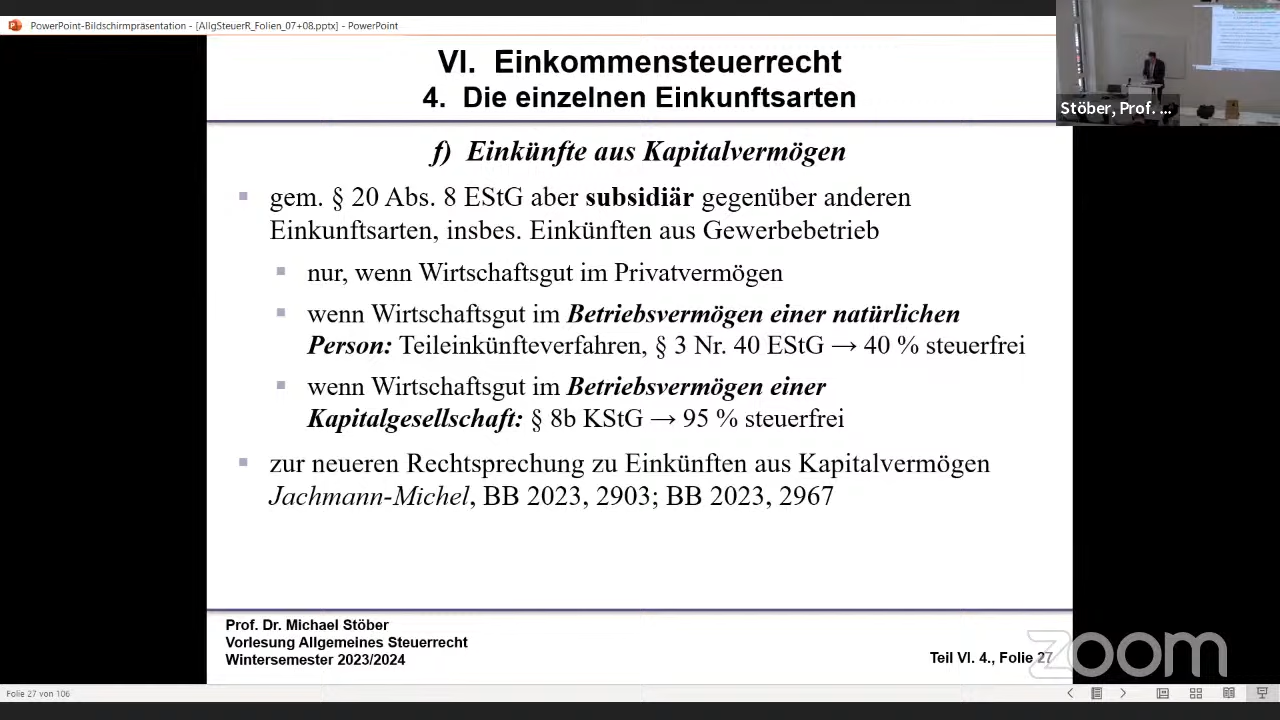 PowerPoint-Bildschirmpräsentation - [AllgSteuerR_Folien_07+08.pptx] - PowerPoint
VI. Einkommensteuerrecht
4. Die einzelnen Einkunftsarten
Stöber, Prof. ...
f) Einkünfte aus Kapitalvermögen
gem. § 20 Abs. 8 EStG aber subsidiär gegenüber anderen
Einkunftsarten, insbes. Einkünften aus Gewerbebetrieb
nur, wenn Wirtschaftsgut im Privatvermögen
wenn Wirtschaftsgut im Betriebsvermögen einer natürlichen
Person: Teileinkünfteverfahren, § 3 Nr. 40 EStG → 40 % steuerfrei
wenn Wirtschaftsgut im Betriebsvermögen einer
Kapitalgesellschaft: § 8b KStG → 95 % steuerfrei
zur neueren Rechtsprechung zu Einkünften aus Kapitalvermögen
Jachmann-Michel, BB 2023, 2903; BB 2023, 2967
Prof. Dr. Michael Stöber
Vorlesung Allgemeines Steuerrecht
Wintersemester 2023/2024
Teil VI. 4., Folie 27
zoom
Folie 27 von 106